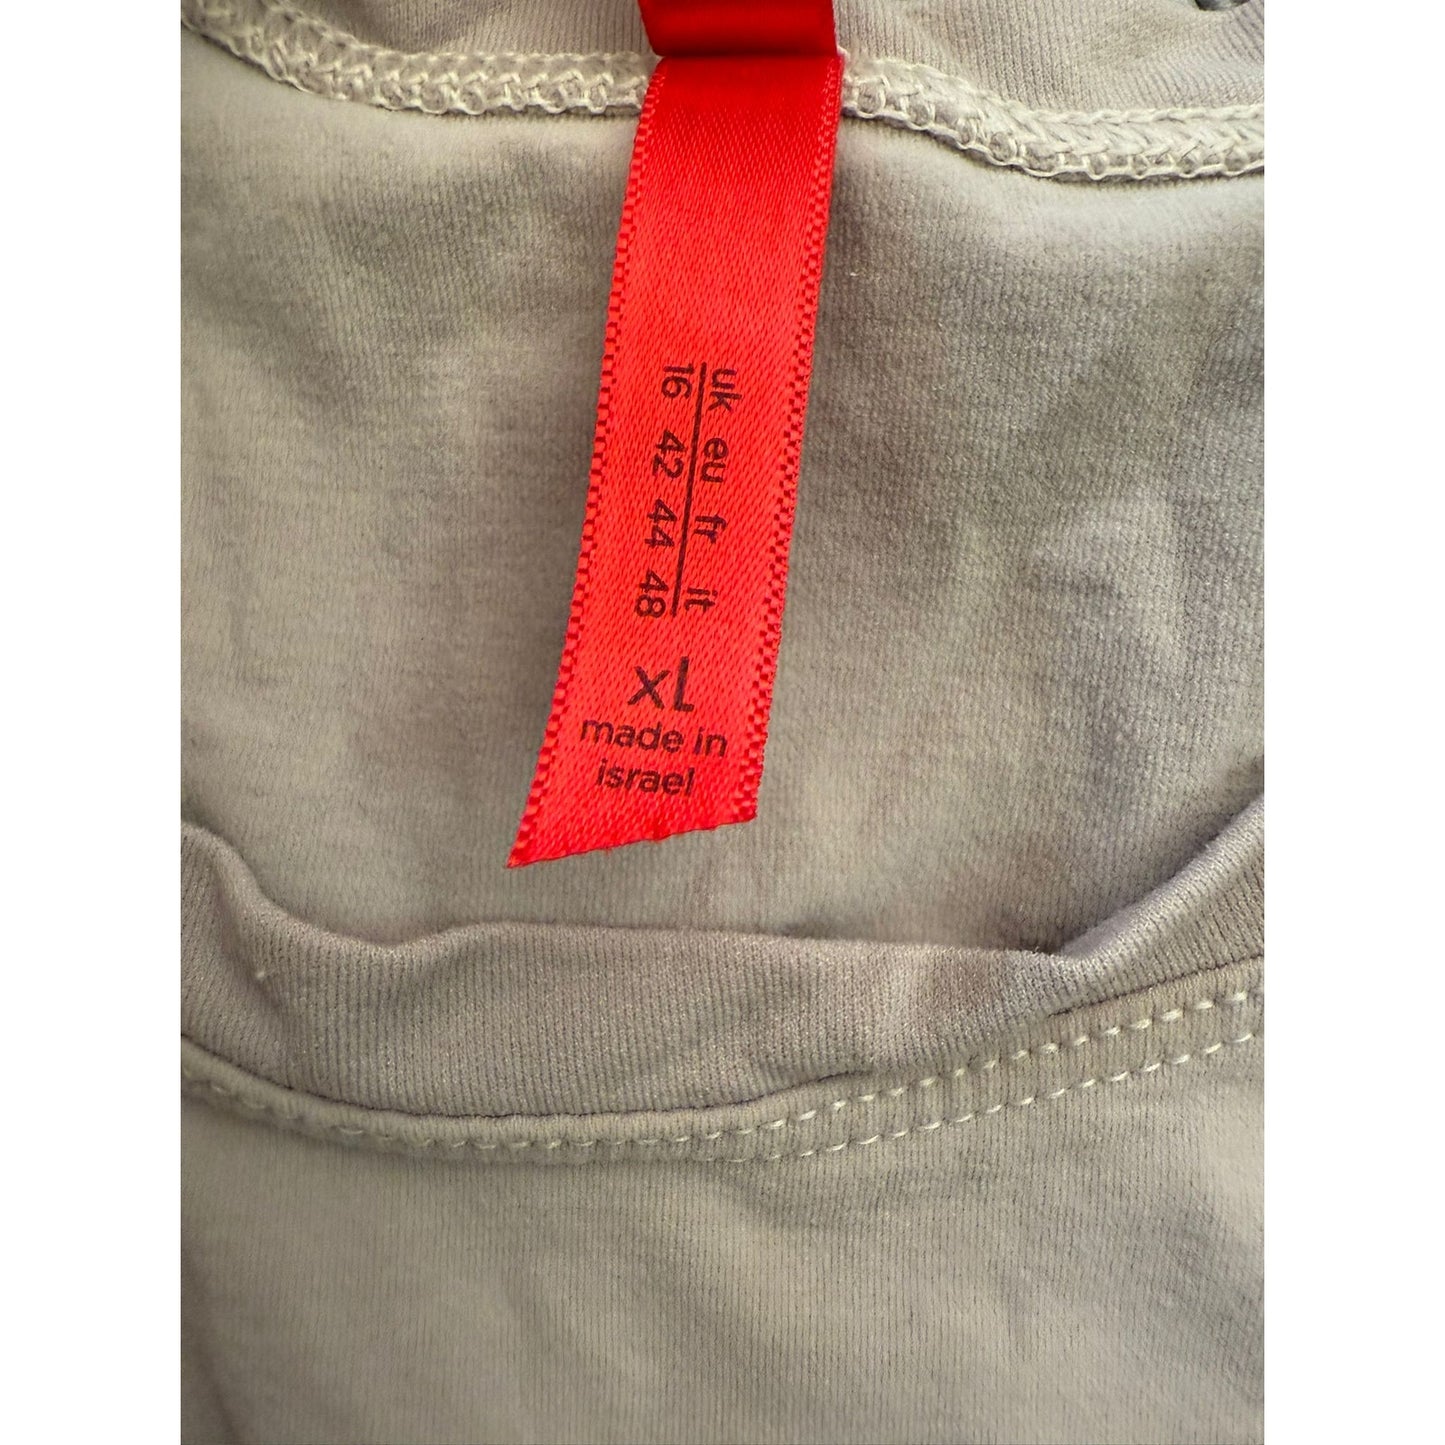 uk eu fr it
16 42 44 48
xL
made in
israel